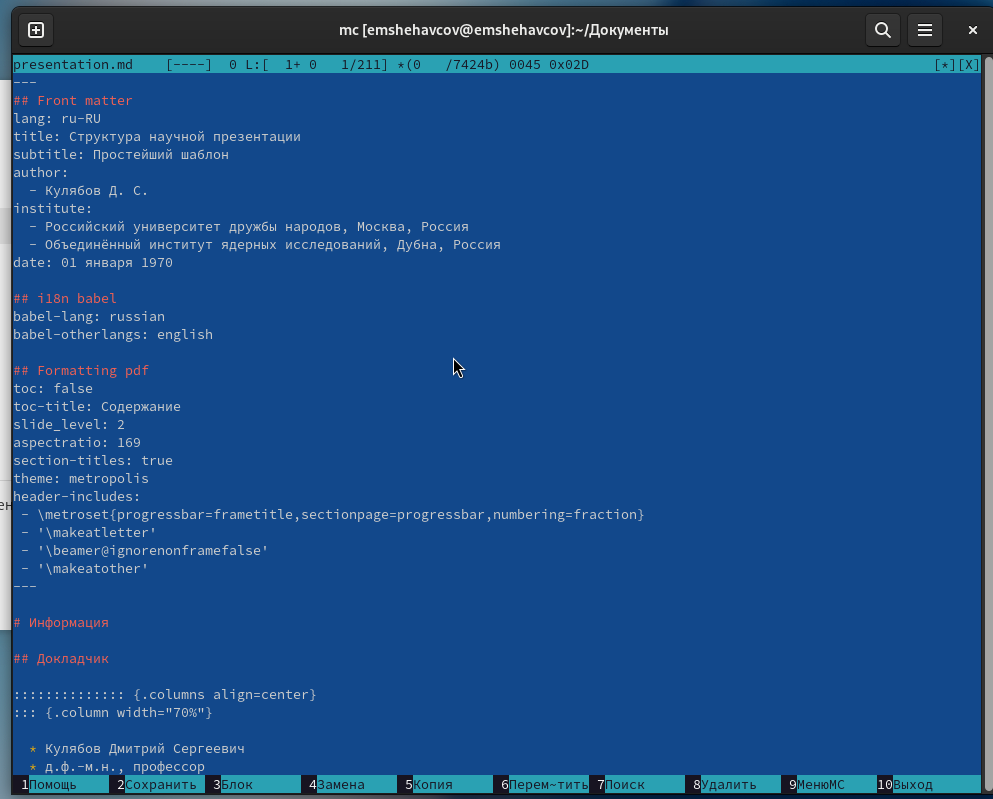 mc [emshehavcov@emshehavcov]:~/Документы
presentation.md    [----]  0 L:[  1+ 0   1/211] *(0   /7424b) 0045 0x02D    [*][X]
---
## Front matter
lang: ru-RU
title: Структура научной презентации
subtitle: Простейший шаблон
author:
  - Кулябов Д. С.
institute:
  - Российский университет дружбы народов, Москва, Россия
  - Объединённый институт ядерных исследований, Дубна, Россия
date: 01 января 1970

## i18n babel
babel-lang: russian
babel-otherlangs: english

## Formatting pdf
toc: false
toc-title: Содержание
slide_level: 2
aspectratio: 169
section-titles: true
theme: metropolis
header-includes:
 - \metroset{progressbar=frametitle,sectionpage=progressbar,numbering=fraction}
 - '\makeatletter'
 - '\beamer@ignorenonframefalse'
 - '\makeatother'
---

# Информация

## Докладчик

:::::::::::::: {.columns align=center}
::: {.column width="70%"}

  * Кулябов Дмитрий Сергеевич
  * д.ф.-м.н., профессор
1Помощь 2Сохранить 3Блок 4Замена 5Копия 6Перем~тить 7Поиск 8Удалить 9МенюMC 10Выход